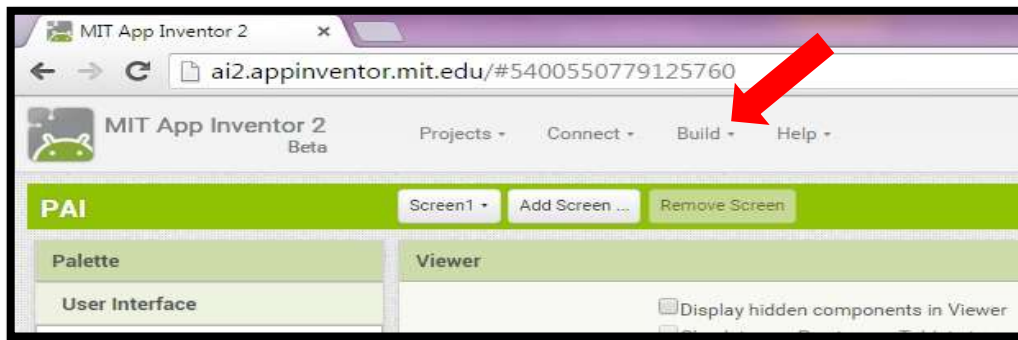 MIT App Inventor 2
ai2.appinventor.mit.edu/#5400550779125760
MIT App Inventor 2
Beta
Projects Connect Build Help
PAI
Screen1 Add Screen ... Remove Screen
Palette
Viewer
User Interface
Display hidden components in Viewer